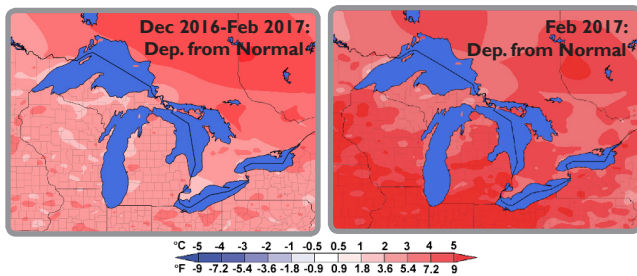 Dec 2016-Feb 2017:
Dep. from Normal
Feb 2017:
Dep. from Normal
°C -5 -4 -3 -2 -1 -0.5 0.5 1 2 3 4 5
°F -9 -7.2 -5.4 -3.6 -1.8 -0.9 0.9 1.8 3.6 5.4 7.2 9